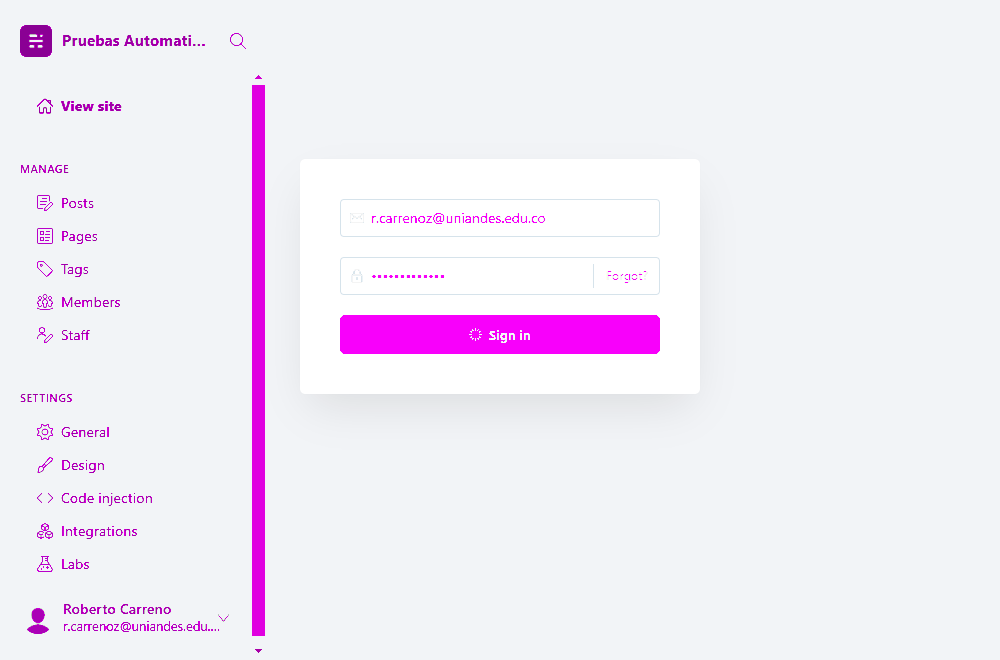 Pruebas Automati...
View site
MANAGE
Posts
Pages
Tags
Members
Staff
SETTINGS
General
Design
Code injection
Integrations
Labs
Roberto Carreno
r.carrenoz@uniandes.edu....
r.carrenoz@uniandes.edu.co
•••••••••••••
Forgot?
Sign in